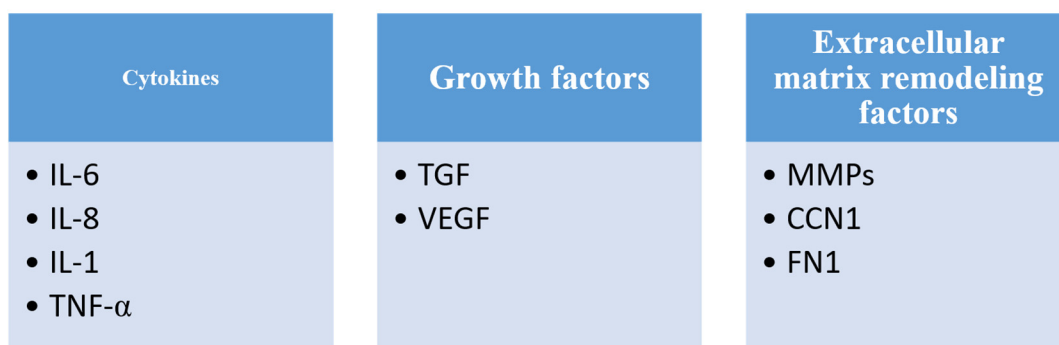 Cytokines
• IL-6
• IL-8
• IL-1
• TNF-α
Growth factors
• TGF
• VEGF
Extracellular
matrix remodeling
factors
• MMPs
• CCN1
• FN1